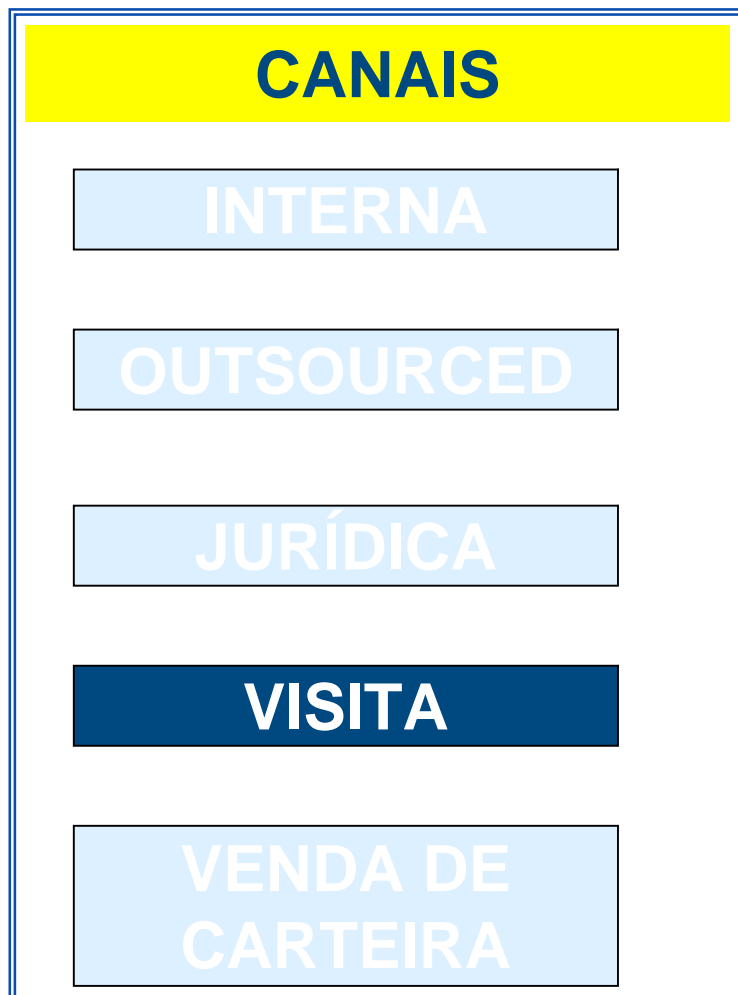 CANAIS
INTERNA
OUTSOURCED
JURÍDICA
VISITA
VENDA DE
CARTEIRA